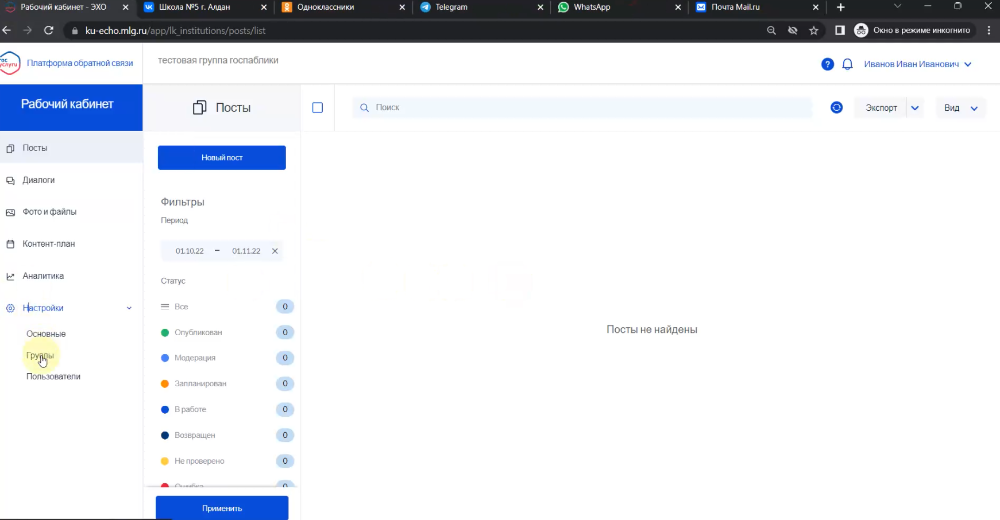 Рабочий кабинет - ЭХО
Школа №5 г. Алдан
Одноклассники
Telegram
WhatsApp
Почта Mail.ru
ku-echo.mlg.ru/app/lk_institutions/posts/list
Окно в режиме инкогнито
гос
услуги
Платформа обратной связи
тестовая группа госпаблики
?
Иванов Иван Иванович
Рабочий кабинет
Посты
Поиск
Экспорт
Вид
Посты
Диалоги
Фото и файлы
Контент-план
Аналитика
Настройки
Основные
Группы
Пользователи
Новый пост
Фильтры
Период
01.10.22 – 01.11.22
Статус
Все 0
Опубликован 0
Модерация 0
Запланирован 0
В работе 0
Возвращен 0
Не проверено 0
Ошибка 0
Применить
Посты не найдены